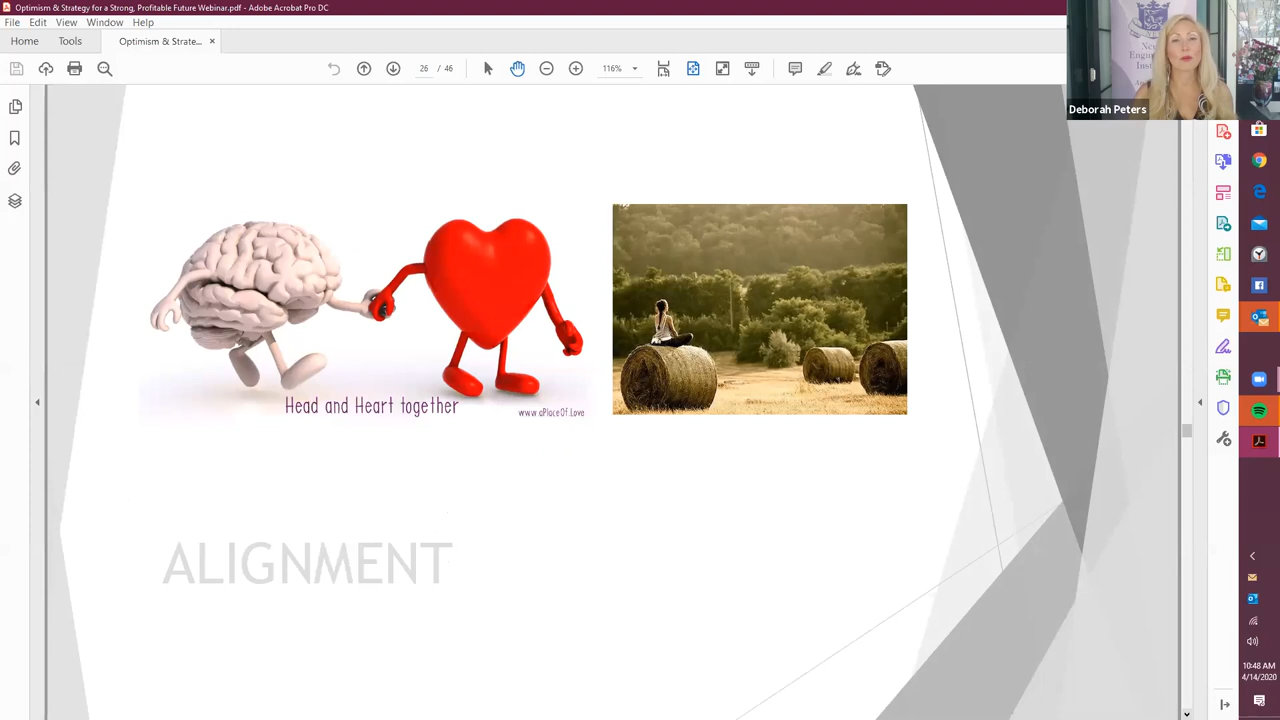 Optimism & Strategy for a Strong, Profitable Future Webinar.pdf - Adobe Acrobat Pro DC
File Edit View Window Help
Home Tools Optimism & Strate... ×
26 / 46 116%
Deborah Peters
Head and Heart together
www.aPlaceOf.Love
ALIGNMENT
10:48 AM
4/14/2020